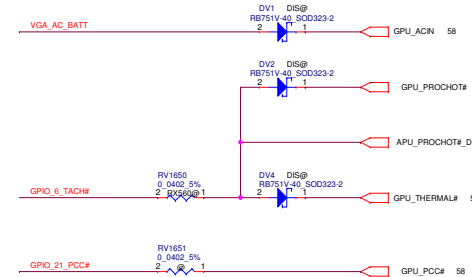 DV1 DIS@
RB751V-40_SOD323-2
VGA_AC_BATT 2 1 GPU_ACIN 58
DV2 DIS@
RB751V-40_SOD323-2
2 1 GPU_PROCHOT#
APU_PROCHOT#_D
RV1650
0_0402_5%
DV4 DIS@
RB751V-40_SOD323-2
GPIO_6_TACH# 2 RX560@ 1 2 1 GPU_THERMAL#
RV1651
0_0402_5%
GPIO_21_PCC# 2 @ 1 GPU_PCC# 58